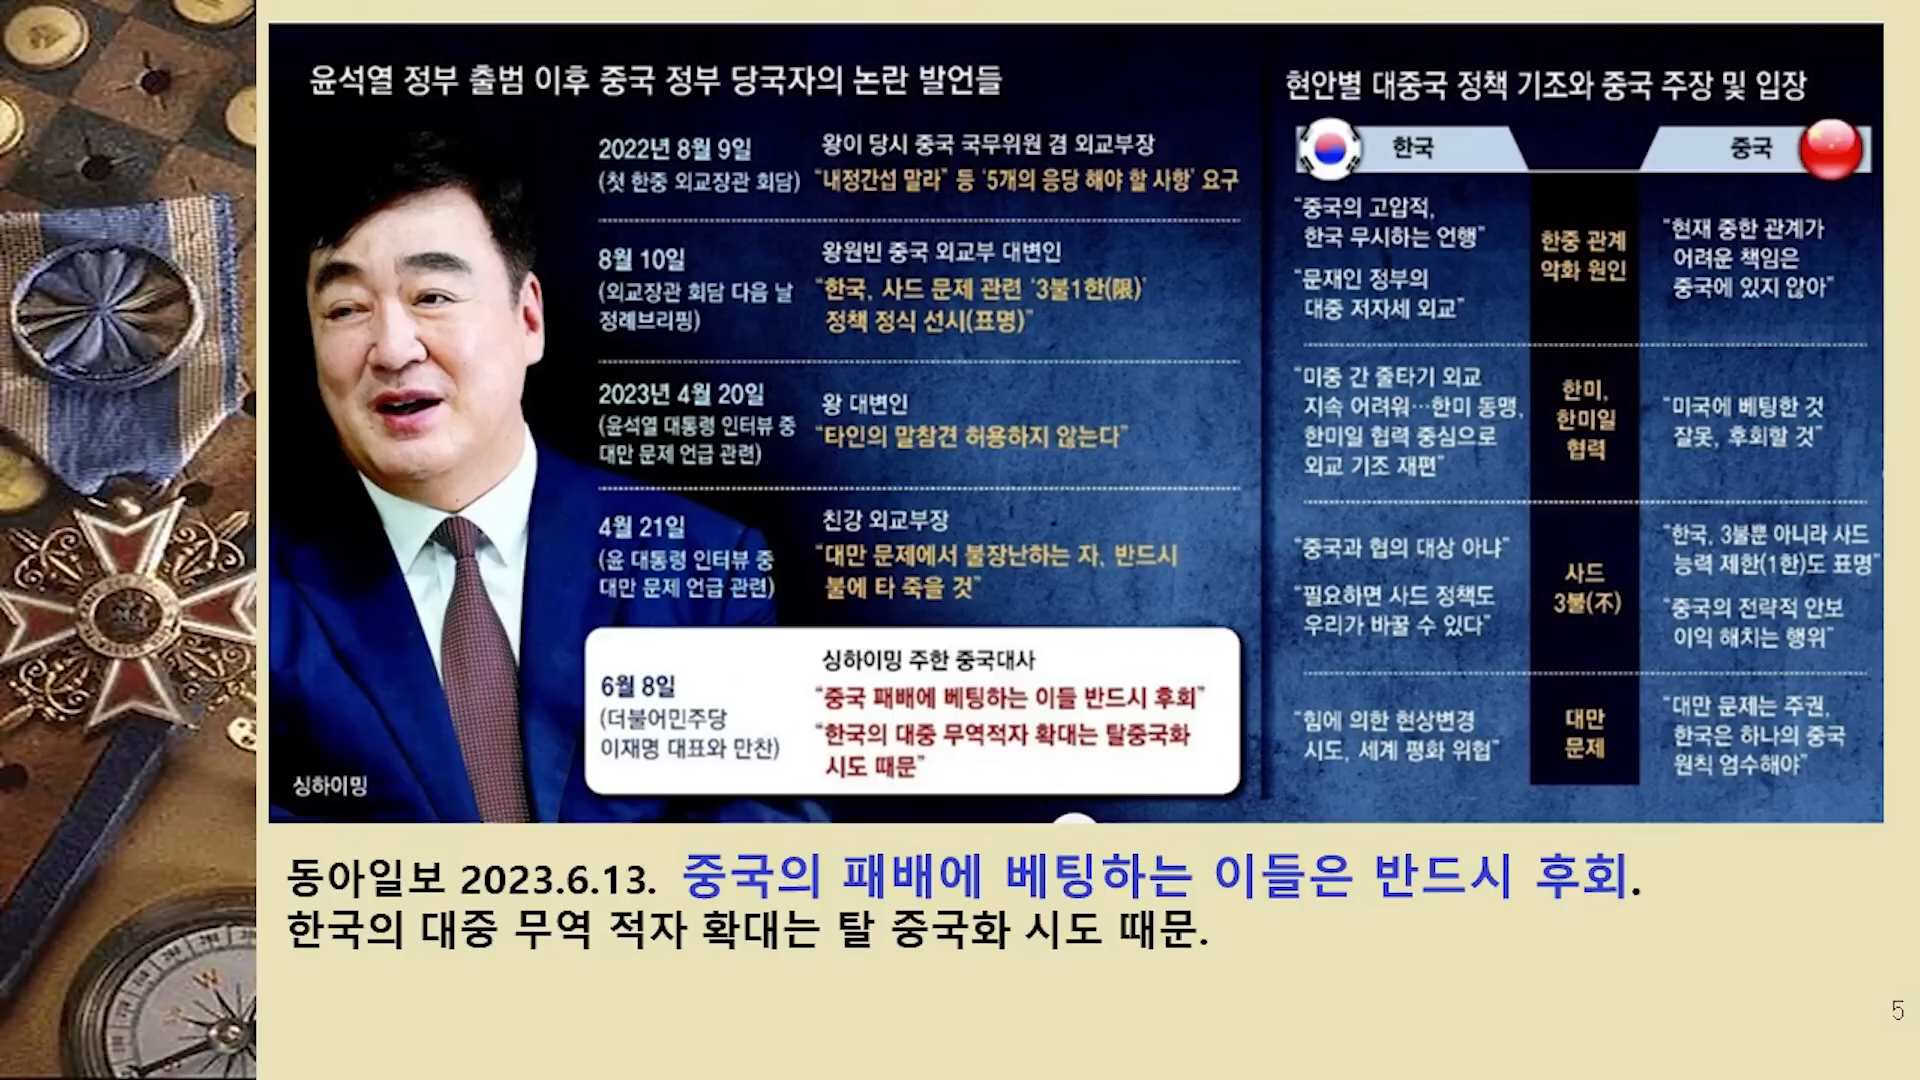 윤석열 정부 출범 이후 중국 정부 당국자의 논란 발언들
2022년 8월 9일
(첫 한중 외교장관 회담)
왕이 당시 중국 국무위원 겸 외교부장
“내정간섭 말라” 등 ‘5개의 응당 해야 할 사항’ 요구
8월 10일
(외교장관 회담 다음 날
정례브리핑)
왕원빈 중국 외교부 대변인
“한국, 사드 문제 관련 ‘3불1한(限)’
정책 정식 선시(표명)”
2023년 4월 20일
(윤석열 대통령 인터뷰 중
대만 문제 언급 관련)
왕 대변인
“타인의 말참견 허용하지 않는다”
4월 21일
(윤 대통령 인터뷰 중
대만 문제 언급 관련)
친강 외교부장
“대만 문제에서 불장난하는 자, 반드시
불에 타 죽을 것”
6월 8일
(더불어민주당
이재명 대표와 만찬)
싱하이밍 주한 중국대사
“중국 패배에 베팅하는 이들 반드시 후회”
“한국의 대중 무역적자 확대는 탈중국화
시도 때문”
싱하이밍
현안별 대중국 정책 기조와 중국 주장 및 입장
한국
중국
“중국의 고압적,
한국 무시하는 언행”
“문재인 정부의
대중 저자세 외교”
한중 관계
악화 원인
“현재 중한 관계가
어려운 책임은
중국에 있지 않아”
“미중 간 줄타기 외교
지속 어려워…한미 동맹,
한미일 협력 중심으로
외교 기조 재편”
한미,
한미일
협력
“미국에 베팅한 것
잘못, 후회할 것”
“중국과 협의 대상 아냐”
“필요하면 사드 정책도
우리가 바꿀 수 있다”
사드
3불(不)
“한국, 3불뿐 아니라 사드
능력 제한(1한)도 표명”
“중국의 전략적 안보
이익 해치는 행위”
“힘에 의한 현상변경
시도, 세계 평화 위협”
대만
문제
“대만 문제는 주권,
한국은 하나의 중국
원칙 엄수해야”
동아일보 2023.6.13. 중국의 패배에 베팅하는 이들은 반드시 후회.
한국의 대중 무역 적자 확대는 탈 중국화 시도 때문.
5